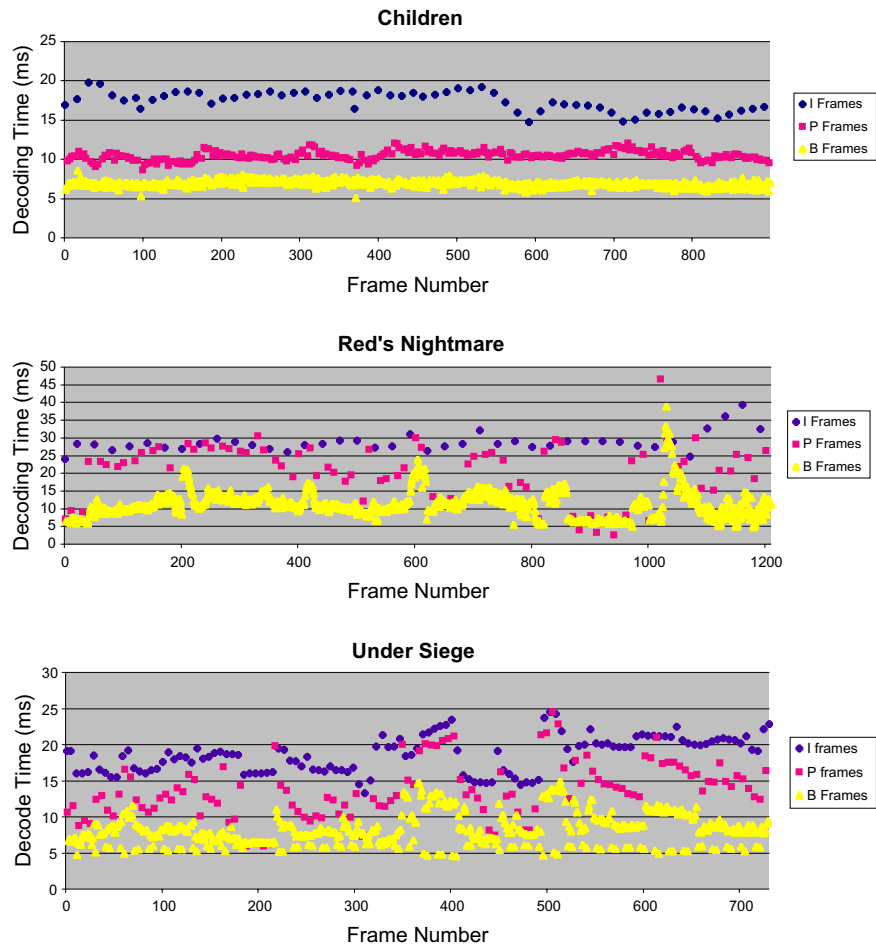 Children
Decoding Time (ms)
25
20
15
10
5
0
0 100 200 300 400 500 600 700 800
Frame Number
I Frames
P Frames
B Frames
Red's Nightmare
Decoding Time (ms)
50
45
40
35
30
25
20
15
10
5
0
0 200 400 600 800 1000 1200
Frame Number
I Frames
P Frames
B Frames
Under Siege
Decode Time (ms)
30
25
20
15
10
5
0
0 100 200 300 400 500 600 700
Frame Number
I frames
P frames
B Frames